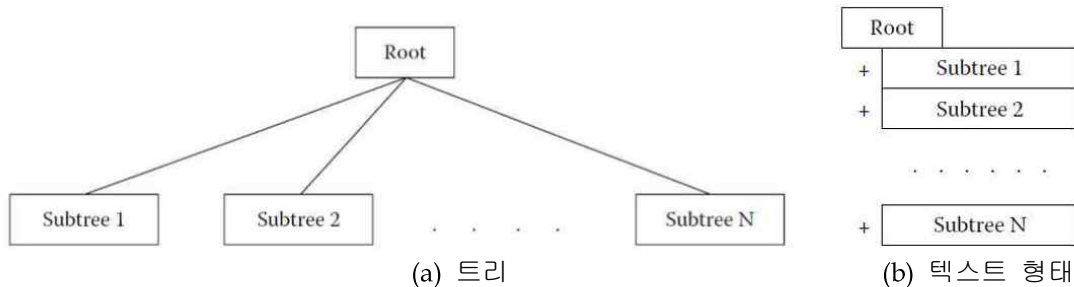 Root
Subtree 1
Subtree 2
. . . .
Subtree N
(a) 트리
Root
+ Subtree 1
+ Subtree 2
. . . . . .
+ Subtree N
(b) 텍스트 형태